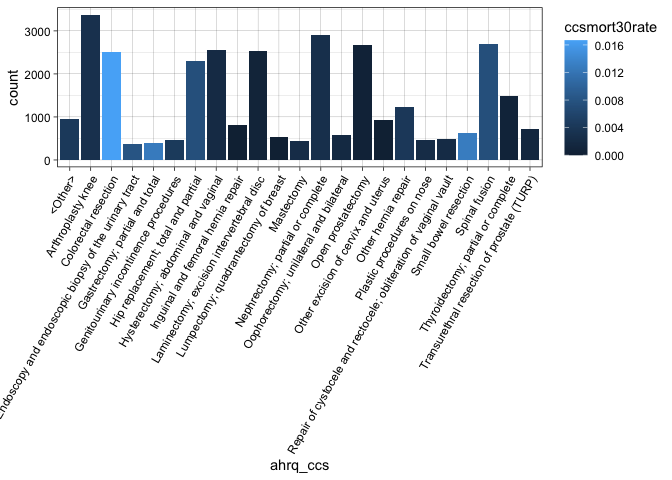 ccsmort30rate
3000
2000
1000
0
count
0.016
0.012
0.008
0.004
0.000
<Other>
Arthroplasty knee
Colorectal resection
Endoscopy and endoscopic biopsy of the urinary tract
Gastrectomy; partial and total
Genitourinary incontinence procedures
Hip replacement; total and partial
Hysterectomy; abdominal and vaginal
Inguinal and femoral hernia repair
Laminectomy; excision intervertebral disc
Lumpectomy; quadrantectomy of breast
Mastectomy
Nephrectomy; partial or complete
Oophorectomy; unilateral and bilateral
Open prostatectomy
Other excision of cervix and uterus
Other hernia repair
Plastic procedures on nose
Repair of cystocele and rectocele; obliteration of vaginal vault
Small bowel resection
Spinal fusion
Thyroidectomy; partial or complete
Transurethral resection of prostate (TURP)
ahrq_ccs